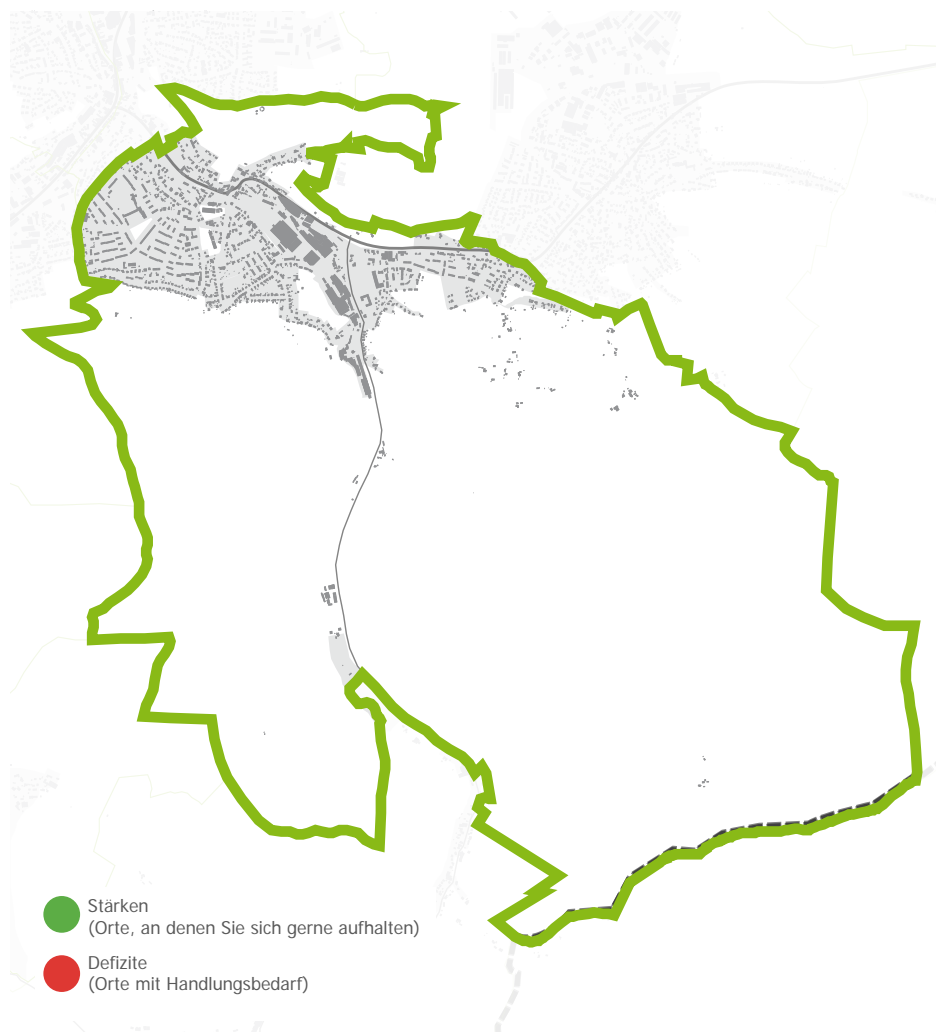 Stärken
(Orte, an denen Sie sich gerne aufhalten)
Defizite
(Orte mit Handlungsbedarf)